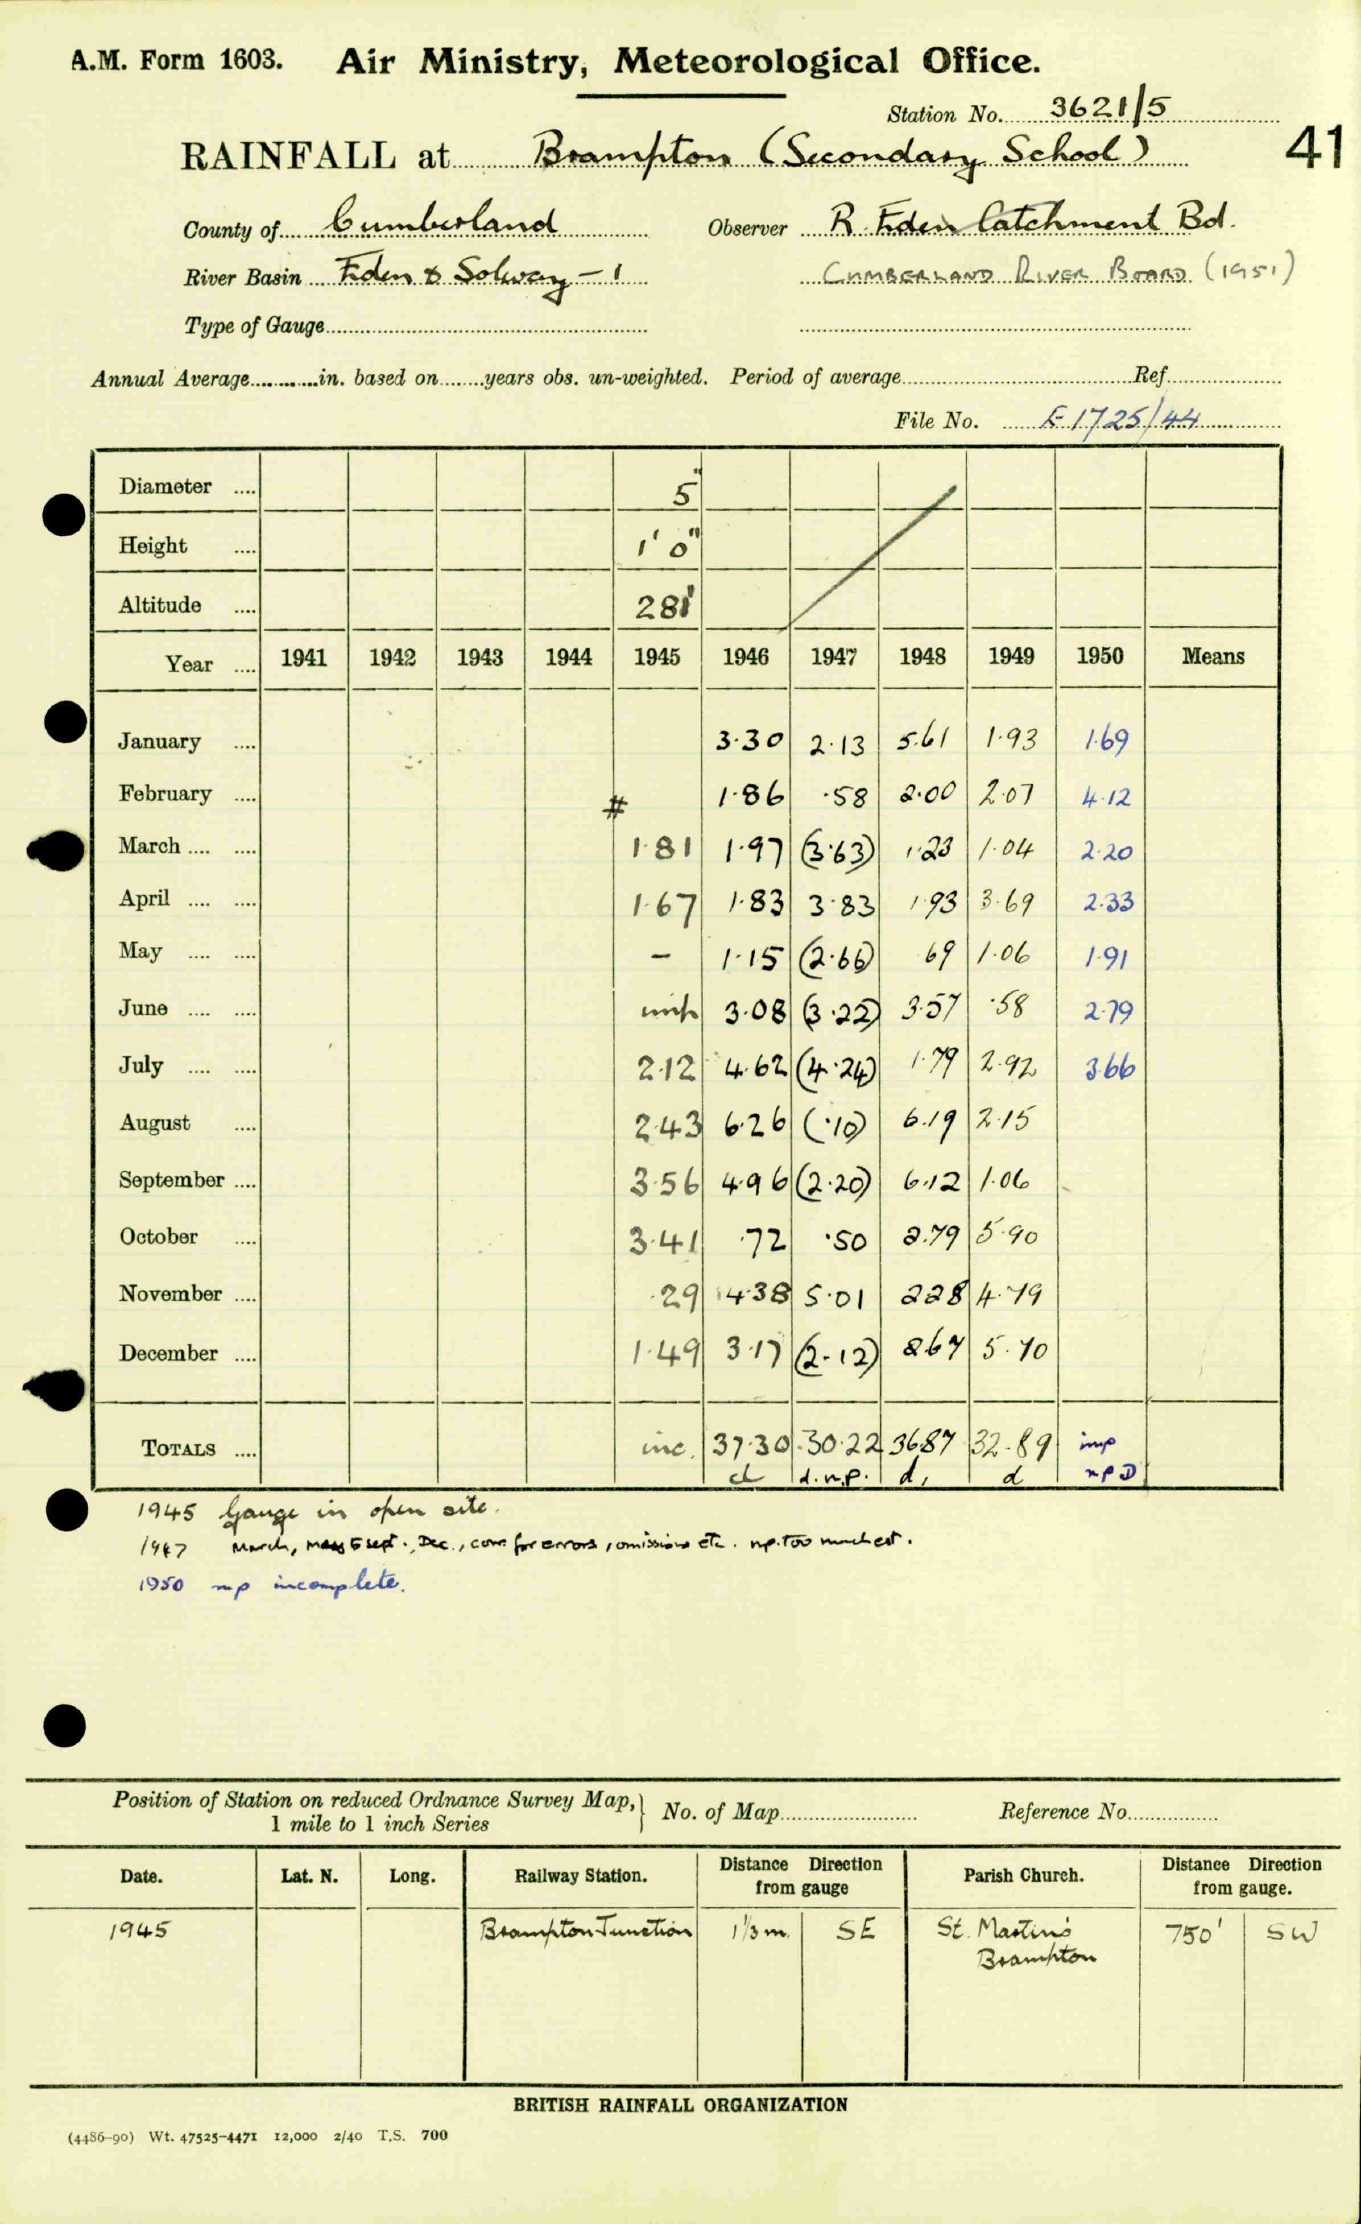 A.M. Form 1603. Air Ministry, Meteorological Office.
Station No. 3621/5
41
RAINFALL at Brampton (Secondary School)
County of Cumberland Observer R. Eden Catchment Bd.
River Basin Eden & Solway – 1 CUMBERLAND RIVER BOARD (1951)
Type of Gauge
Annual Average in. based on years obs. un-weighted. Period of average Ref.
File No. E 1725/44
Diameter 5"
Height 1' 0"
Altitude 281'
Year 1941 1942 1943 1944 1945 1946 1947 1948 1949 1950 Means
January 3.30 2.13 5.61 1.93 1.69
February # 1.86 .58 2.00 2.07 4.12
March 1.81 1.97 (3.63) 1.23 1.04 2.20
April 1.67 1.83 3.83 1.93 3.69 2.33
May – 1.15 (2.66) 69 1.06 1.91
June imp 3.08 (3.22) 3.57 .58 2.79
July 2.12 4.62 (4.24) 1.79 2.92 3.66
August 2.43 6.26 (.10) 6.19 2.15
September 3.56 4.96 (2.20) 6.12 1.06
October 3.41 .72 .50 2.79 5.90
November .29 4.38 5.01 2.28 4.79
December 1.49 3.17 (2.12) 2.67 5.70
TOTALS inc. 37.30 30.22 36.87 32.89 imp
d d.n.p. d. d np D
1945 Gauge in open site.
1947 March, May to Sept., Dec., corr. for errors, omissions etc. np. too much est.
1950 np incomplete.
Position of Station on reduced Ordnance Survey Map, 1 mile to 1 inch Series } No. of Map Reference No.
Date. Lat. N. Long. Railway Station. Distance Direction from gauge Parish Church. Distance Direction from gauge.
1945 Brampton Junction 1⅓ m. SE St. Martin's Brampton 750' SW
BRITISH RAINFALL ORGANIZATION
(4486–90) Wt. 47525–4471 12,000 2/40 T.S. 700